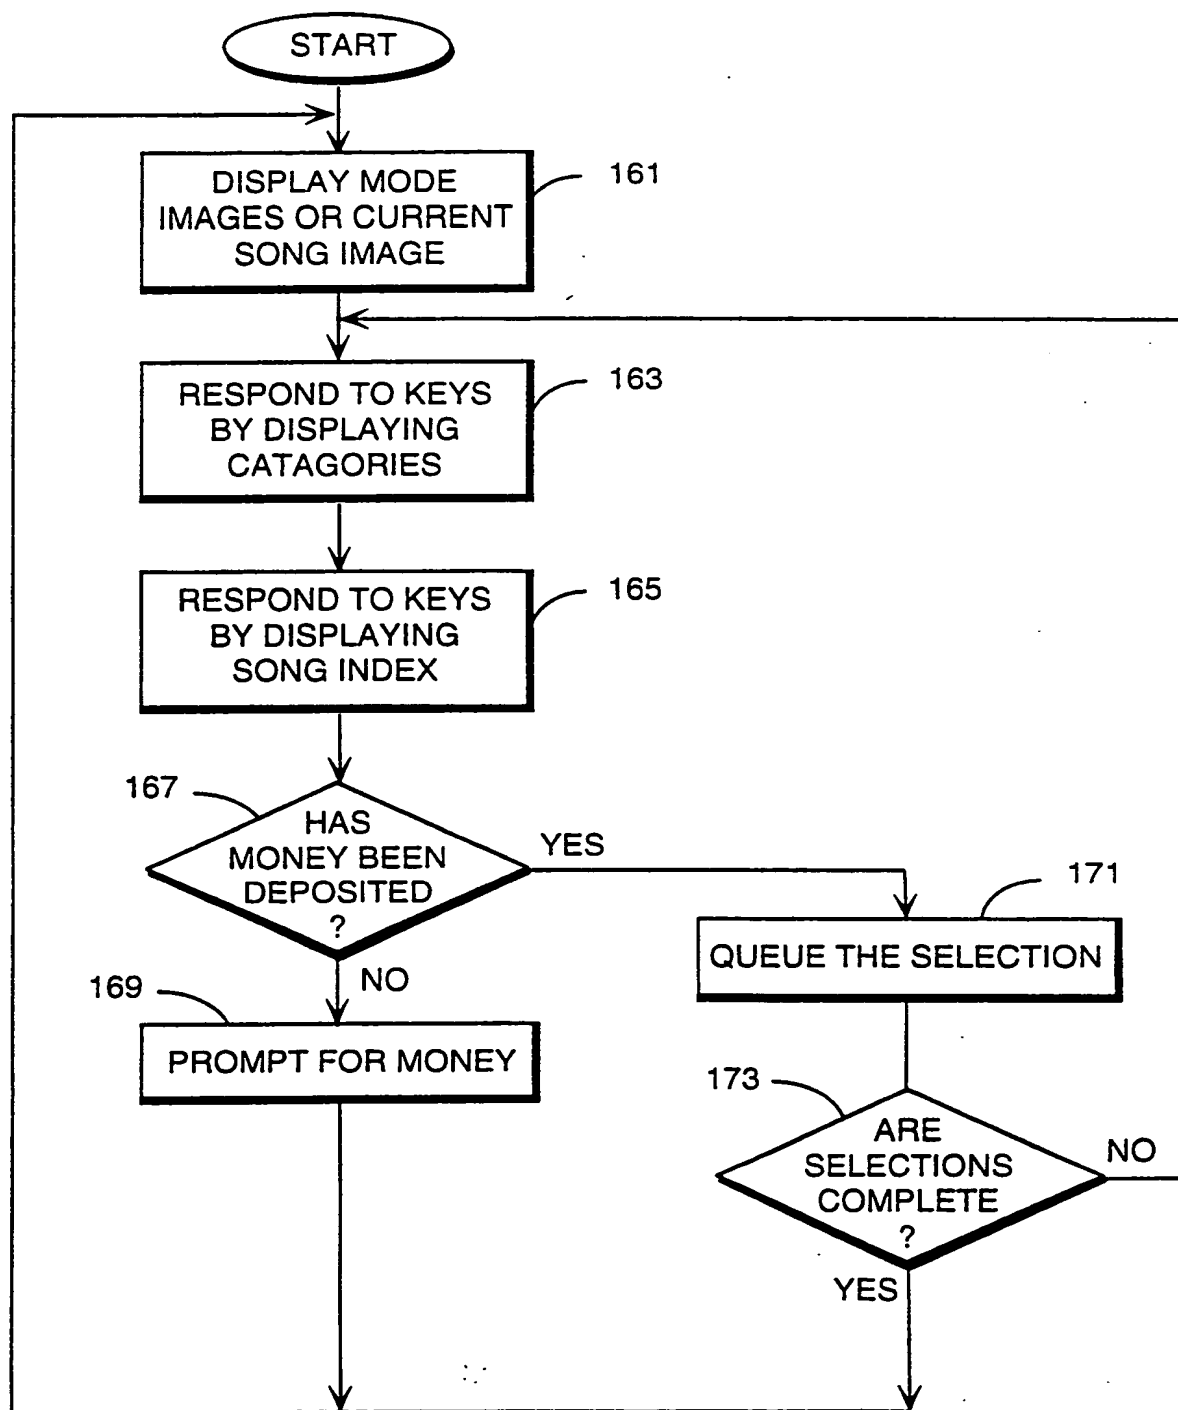 START
161
DISPLAY MODE
IMAGES OR CURRENT
SONG IMAGE
163
RESPOND TO KEYS
BY DISPLAYING
CATAGORIES
165
RESPOND TO KEYS
BY DISPLAYING
SONG INDEX
167
HAS
MONEY BEEN
DEPOSITED
?
YES
NO
171
QUEUE THE SELECTION
169
PROMPT FOR MONEY
173
ARE
SELECTIONS
COMPLETE
?
NO
YES